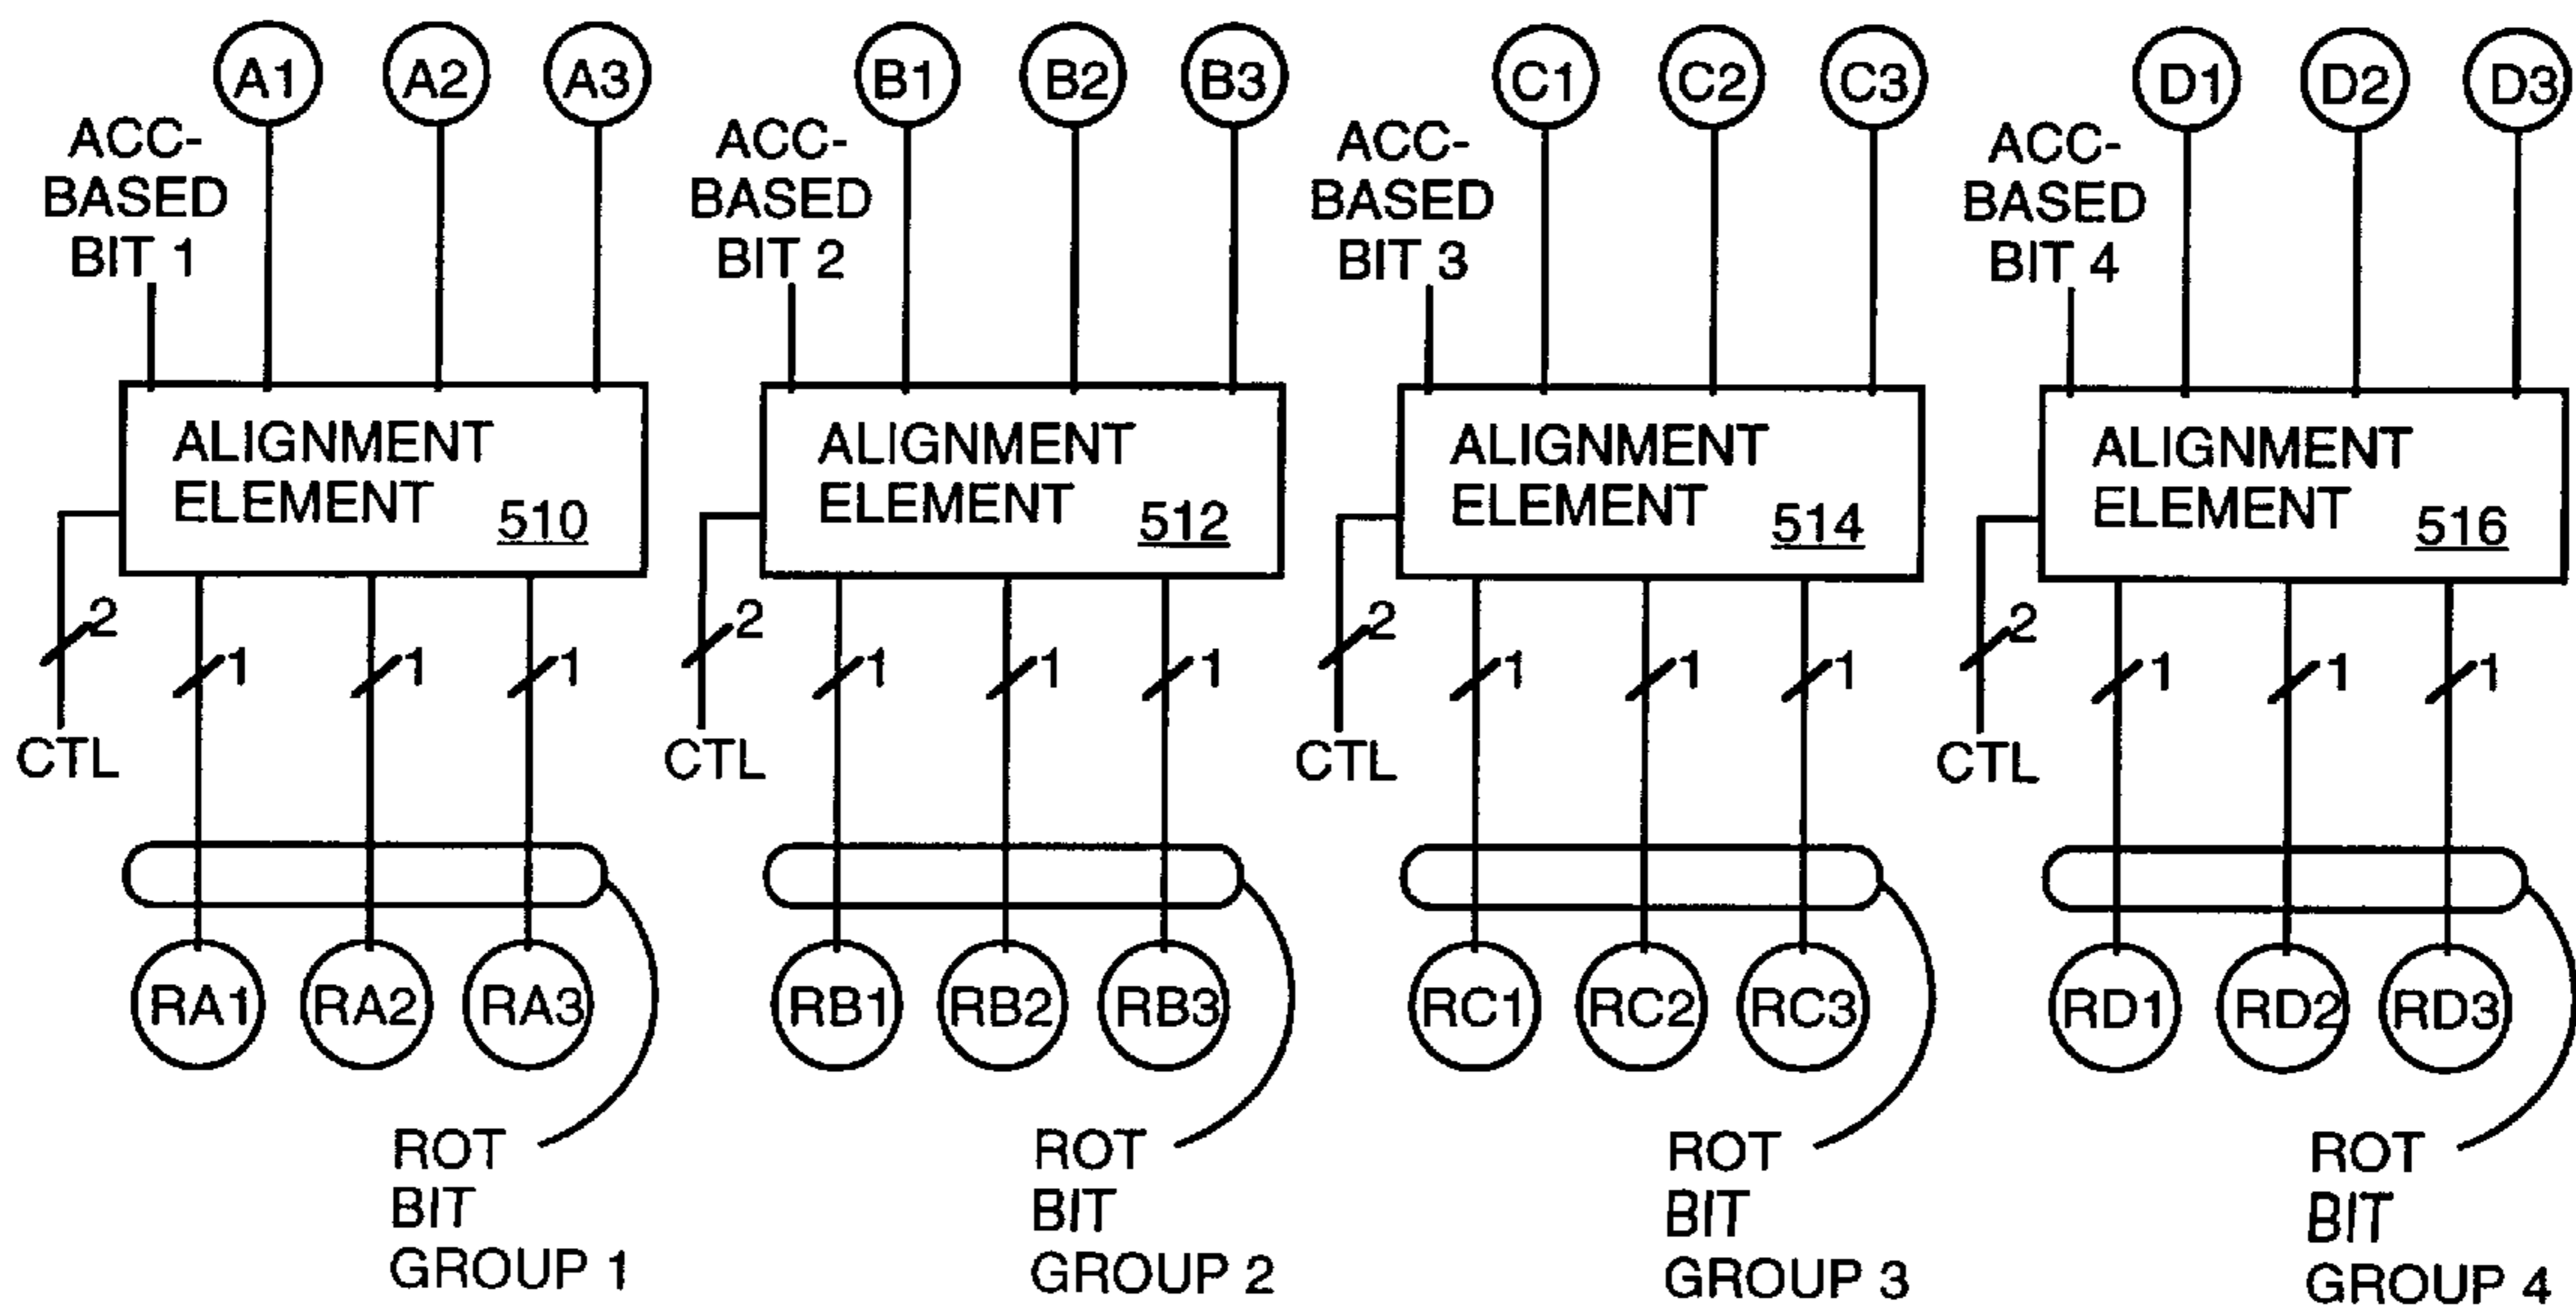 A1 A2 A3 B1 B2 B3 C1 C2 C3 D1 D2 D3
ACC-
BASED
BIT 1
ACC-
BASED
BIT 2
ACC-
BASED
BIT 3
ACC-
BASED
BIT 4
ALIGNMENT
ELEMENT 510
ALIGNMENT
ELEMENT 512
ALIGNMENT
ELEMENT 514
ALIGNMENT
ELEMENT 516
2 1 1 1 2 1 1 1 2 1 1 1 2 1 1 1
CTL CTL CTL CTL
RA1 RA2 RA3 RB1 RB2 RB3 RC1 RC2 RC3 RD1 RD2 RD3
ROT
BIT
GROUP 1
ROT
BIT
GROUP 2
ROT
BIT
GROUP 3
ROT
BIT
GROUP 4